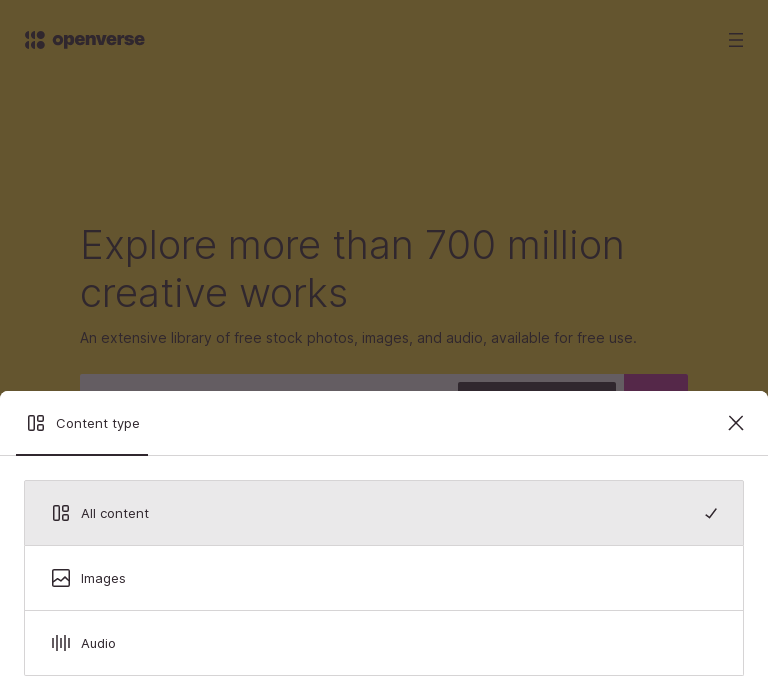 openverse
Explore more than 700 million
creative works
An extensive library of free stock photos, images, and audio, available for free use.
Content type
All content
Images
Audio